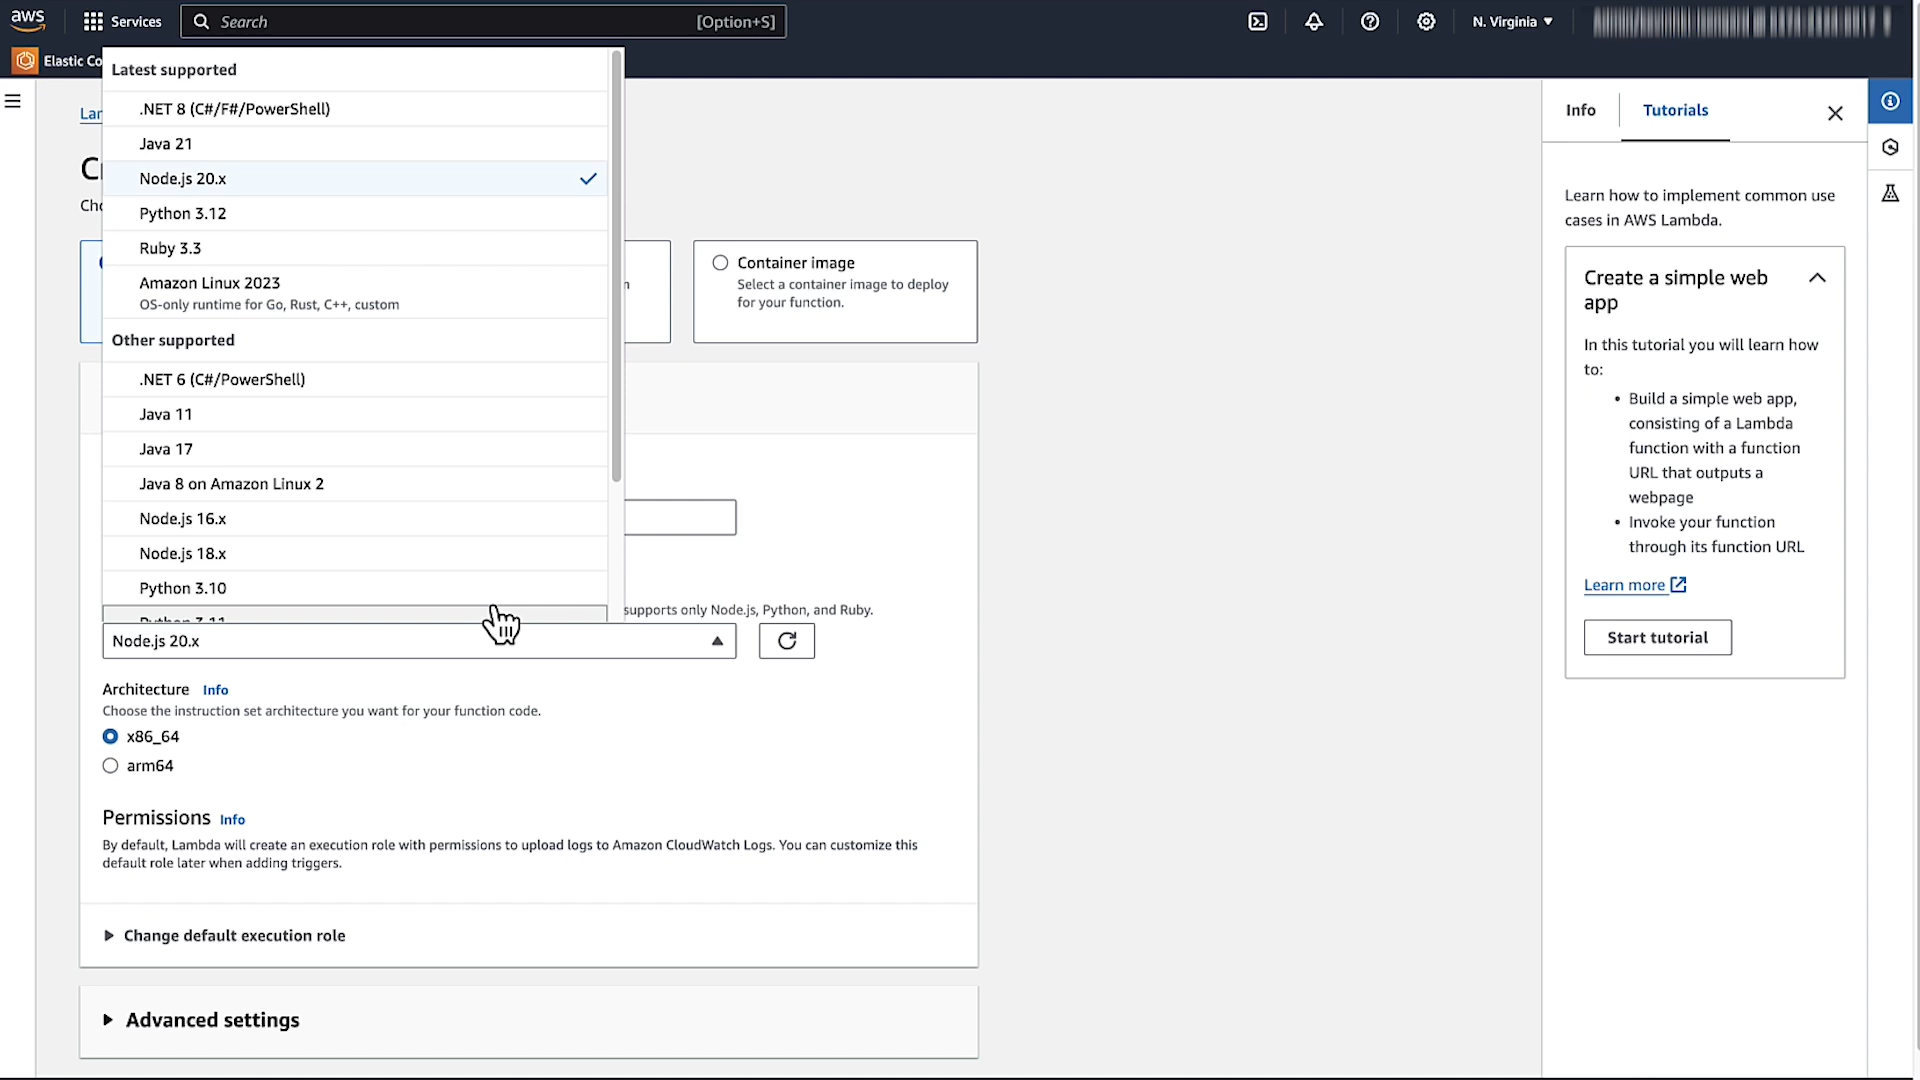 aws
Services
Search
[Option+S]
N. Virginia
Elastic Co
Latest supported
.NET 8 (C#/F#/PowerShell)
Java 21
Node.js 20.x
Python 3.12
Ruby 3.3
Amazon Linux 2023
OS-only runtime for Go, Rust, C++, custom
Other supported
.NET 6 (C#/PowerShell)
Java 11
Java 17
Java 8 on Amazon Linux 2
Node.js 16.x
Node.js 18.x
Python 3.10
Python 3.11
Container image
Select a container image to deploy
for your function.
supports only Node.js, Python, and Ruby.
Node.js 20.x
Architecture Info
Choose the instruction set architecture you want for your function code.
x86_64
arm64
Permissions Info
By default, Lambda will create an execution role with permissions to upload logs to Amazon CloudWatch Logs. You can customize this
default role later when adding triggers.
Change default execution role
Advanced settings
Info
Tutorials
Learn how to implement common use
cases in AWS Lambda.
Create a simple web
app
In this tutorial you will learn how
to:
• Build a simple web app,
consisting of a Lambda
function with a function
URL that outputs a
webpage
• Invoke your function
through its function URL
Learn more
Start tutorial